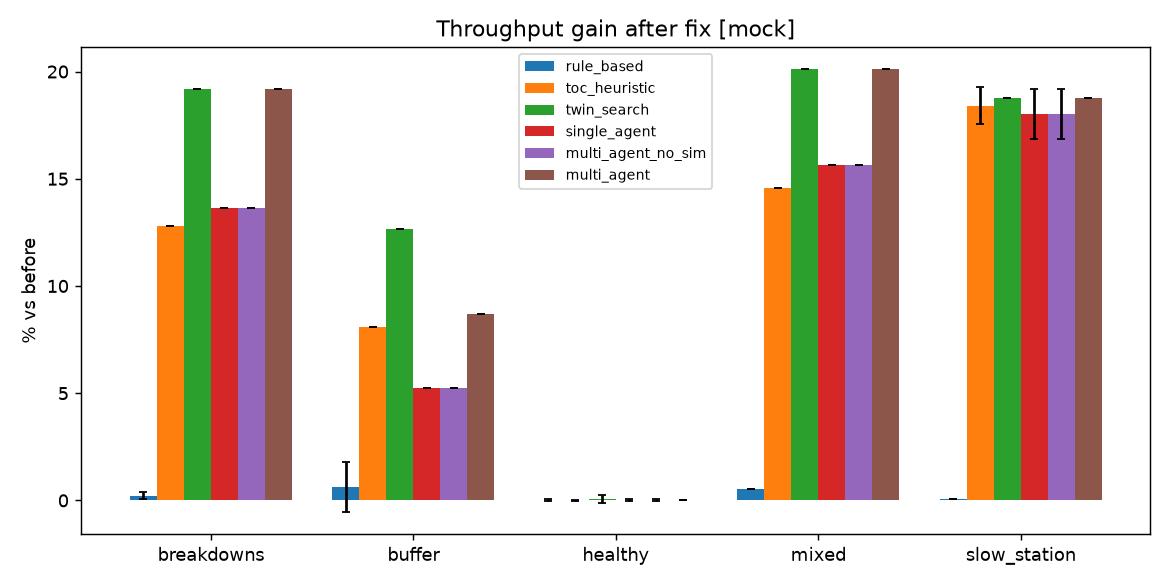 Throughput gain after fix [mock]
% vs before
20
15
10
5
0
rule_based
toc_heuristic
twin_search
single_agent
multi_agent_no_sim
multi_agent
breakdowns
buffer
healthy
mixed
slow_station